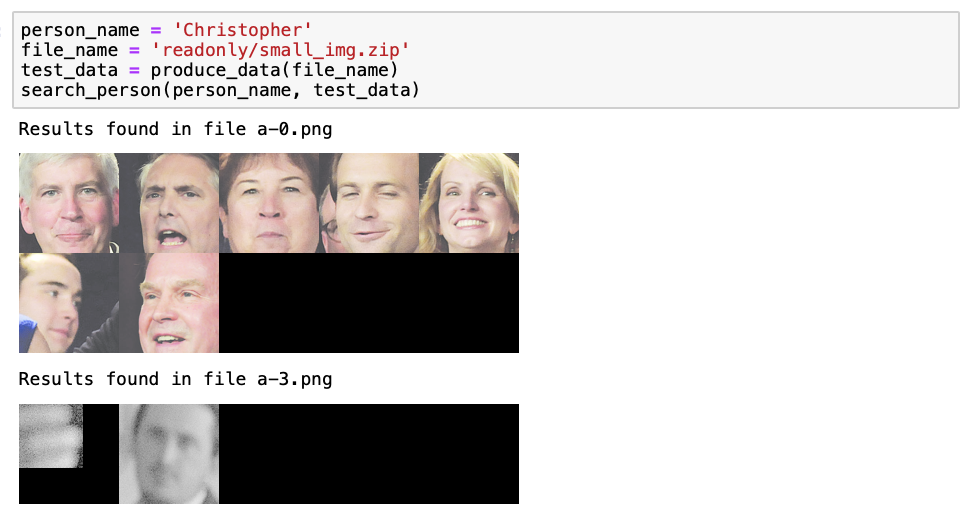 person_name = 'Christopher'
file_name = 'readonly/small_img.zip'
test_data = produce_data(file_name)
search_person(person_name, test_data)
Results found in file a-0.png
Results found in file a-3.png